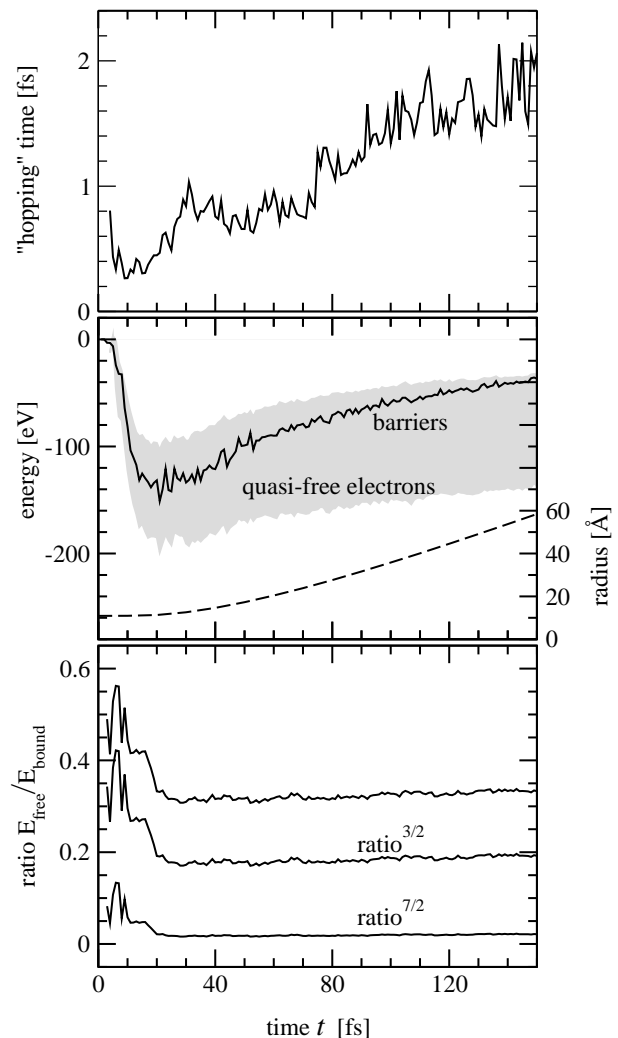 2
1
0
"hopping" time [fs]
0
-100
-200
energy [eV]
barriers
quasi-free electrons
60
40
20
0
radius [Å]
0.6
0.4
0.2
0
ratio E_free/E_bound
ratio^3/2
ratio^7/2
0 40 80 120
time t [fs]